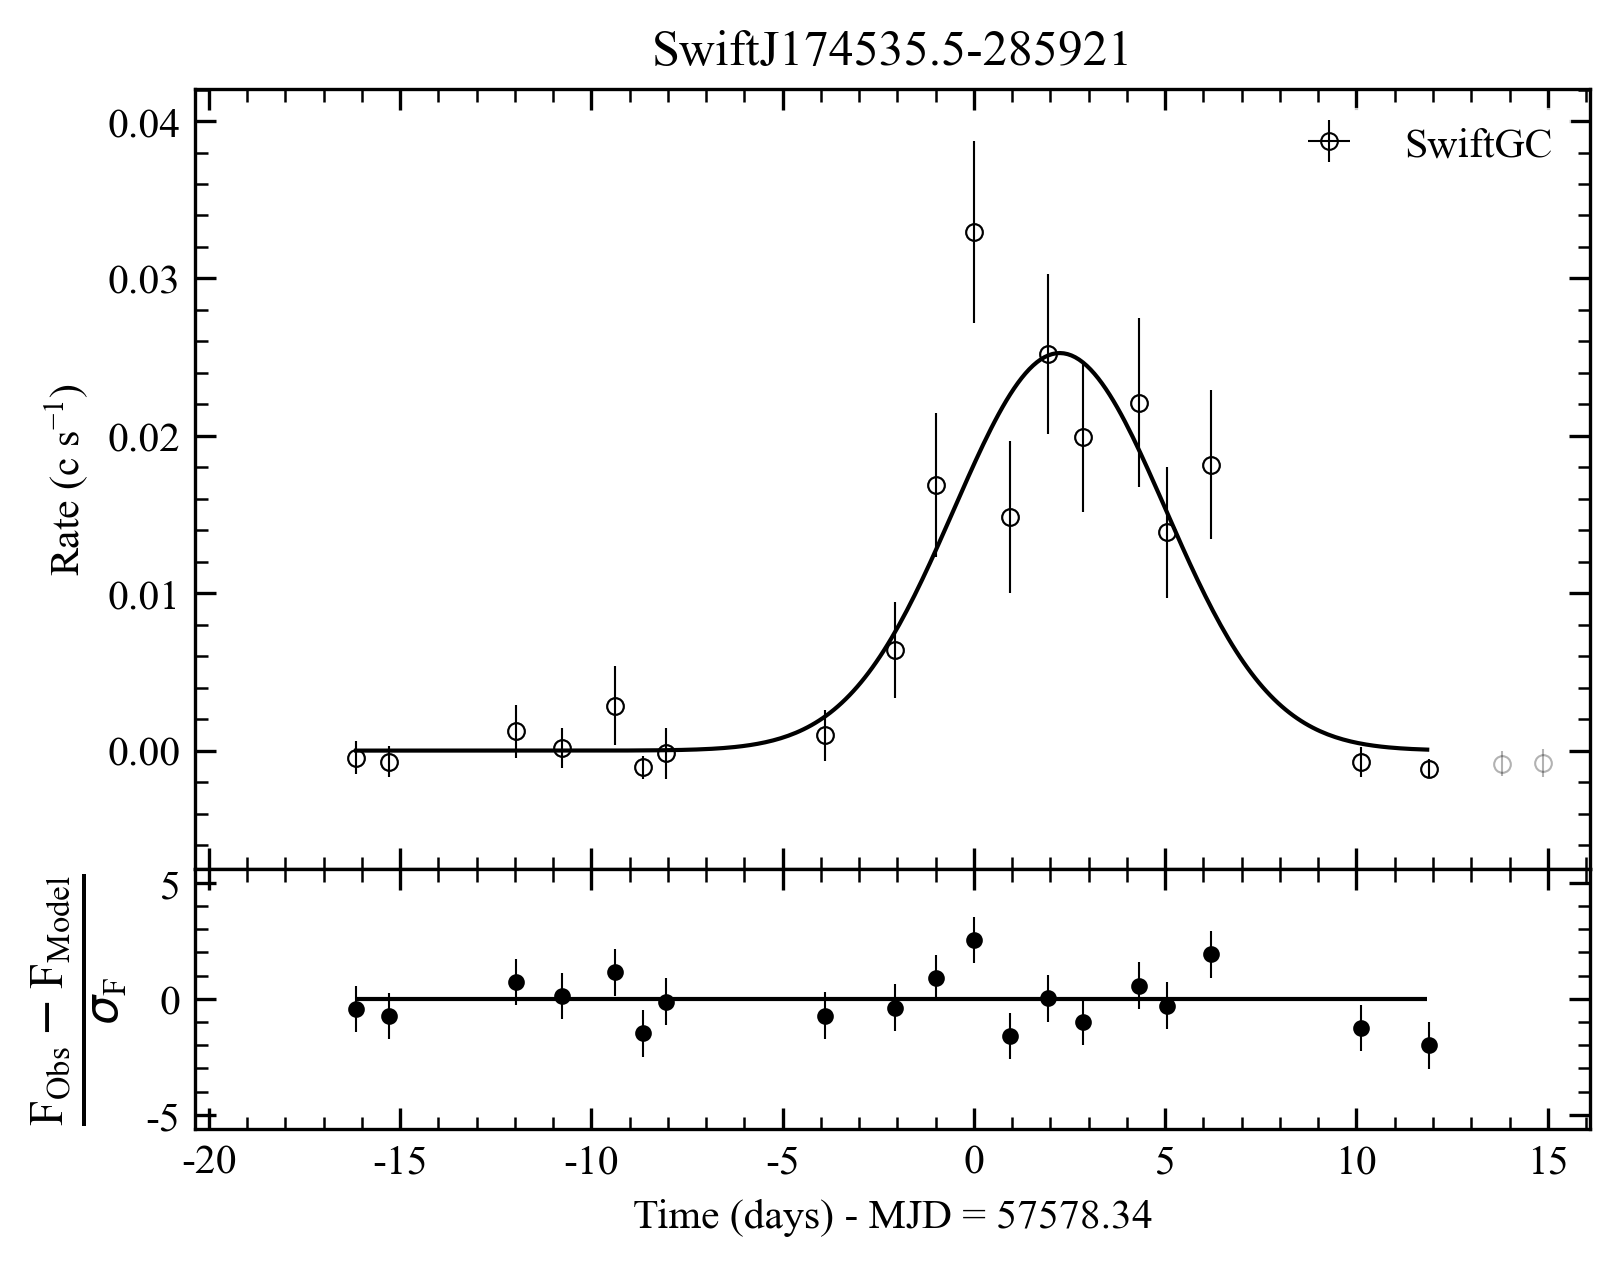 SwiftJ174535.5-285921
SwiftGC
Rate (c s⁻¹)
0.04
0.03
0.02
0.01
0.00
F_Obs − F_Model
σ_F
5
0
-5
-20 -15 -10 -5 0 5 10 15
Time (days) - MJD = 57578.34